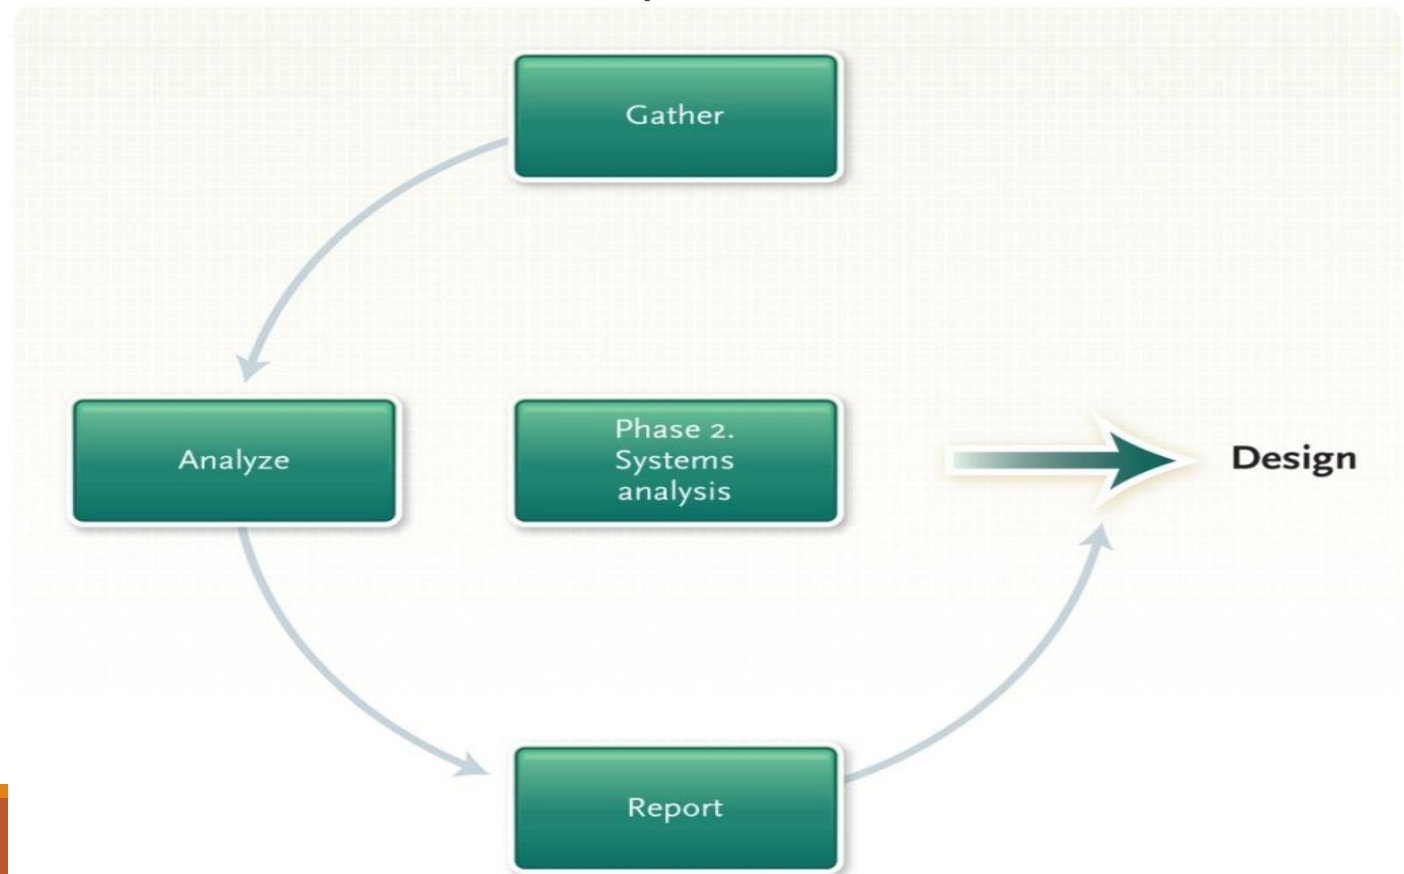 Gather
Analyze
Phase 2.
Systems
analysis
Design
Report